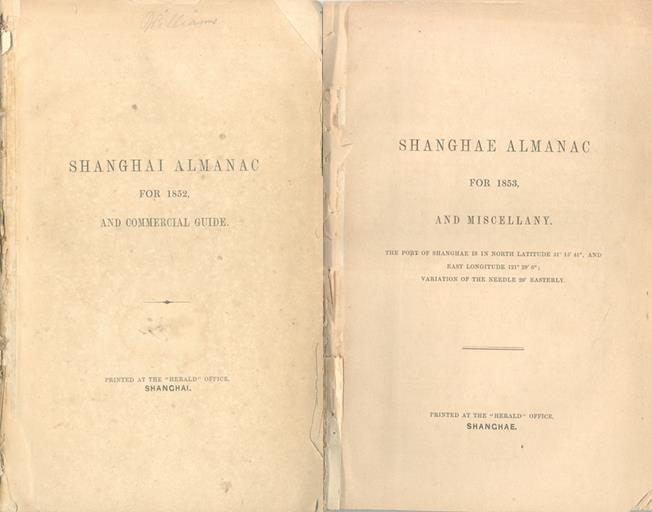 Williams
SHANGHAI ALMANAC
FOR 1852,
AND COMMERCIAL GUIDE.
PRINTED AT THE "HERALD" OFFICE,
SHANGHAI.
SHANGHAE ALMANAC
FOR 1853,
AND MISCELLANY.
THE PORT OF SHANGHAE IS IN NORTH LATITUDE 31° 14' 41", AND
EAST LONGITUDE 121° 29' 0";
VARIATION OF THE NEEDLE 20' EASTERLY.
PRINTED AT THE "HERALD" OFFICE,
SHANGHAE.